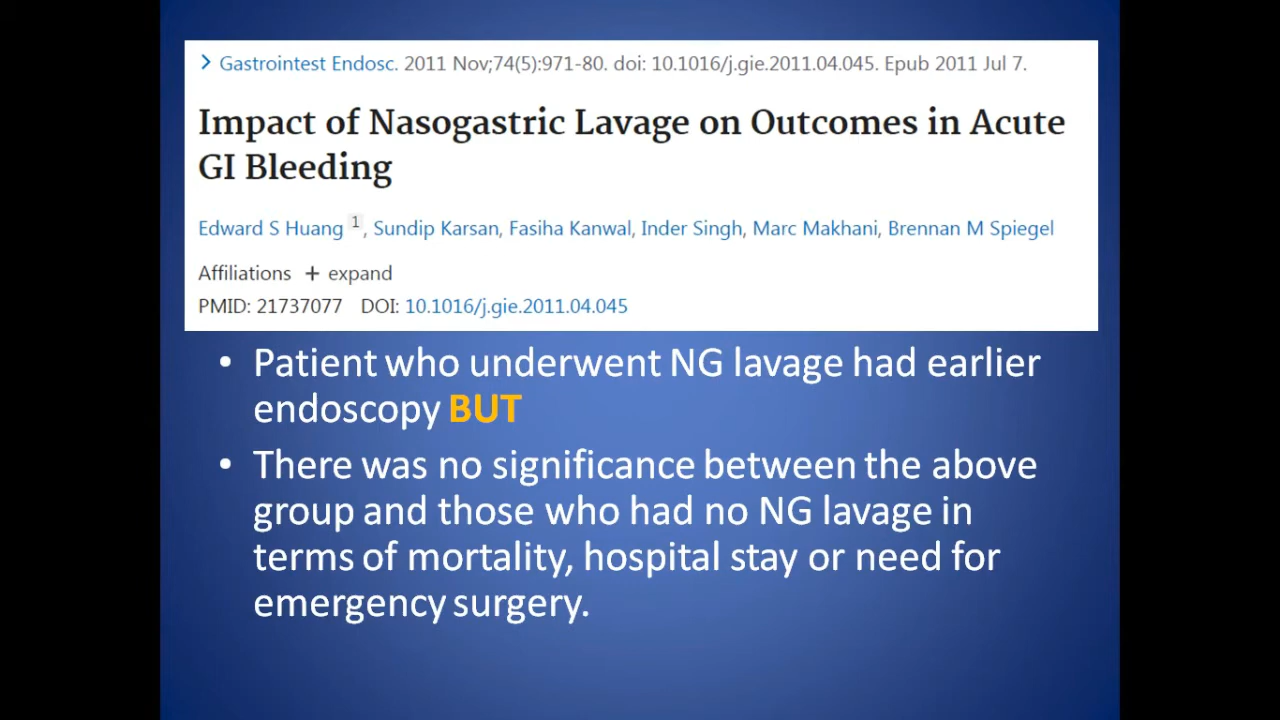 Gastrointest Endosc. 2011 Nov;74(5):971-80. doi: 10.1016/j.gie.2011.04.045. Epub 2011 Jul 7.
Impact of Nasogastric Lavage on Outcomes in Acute
GI Bleeding
Edward S Huang 1, Sundip Karsan, Fasiha Kanwal, Inder Singh, Marc Makhani, Brennan M Spiegel
Affiliations + expand
PMID: 21737077 DOI: 10.1016/j.gie.2011.04.045
• Patient who underwent NG lavage had earlier
endoscopy BUT
• There was no significance between the above
group and those who had no NG lavage in
terms of mortality, hospital stay or need for
emergency surgery.